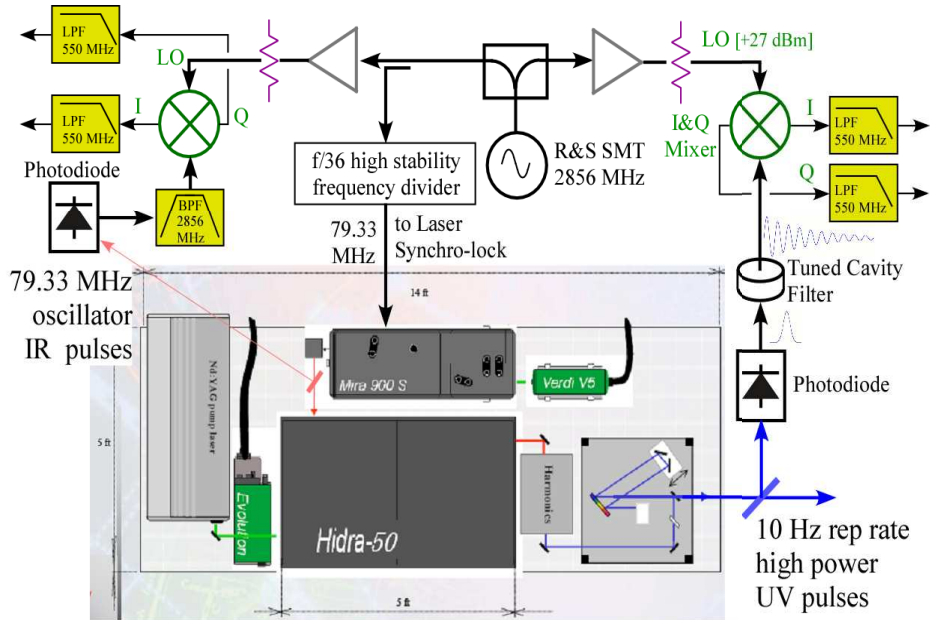 LPF
550 MHz
LO
LO [+27 dBm]
LPF
550 MHz
I
Q
Photodiode
BPF
2856
MHz
f/36 high stability
frequency divider
R&S SMT
2856 MHz
I&Q
Mixer
I
LPF
550 MHz
Q
LPF
550 MHz
79.33
MHz
to Laser
Synchro-lock
Tuned Cavity
Filter
79.33 MHz
oscillator
IR pulses
14 ft
Nd:YAG pump laser
Mira 900 S
Verdi V5
Photodiode
5 ft
Evolution
Hidra-50
Harmonics
10 Hz rep rate
high power
UV pulses
5 ft